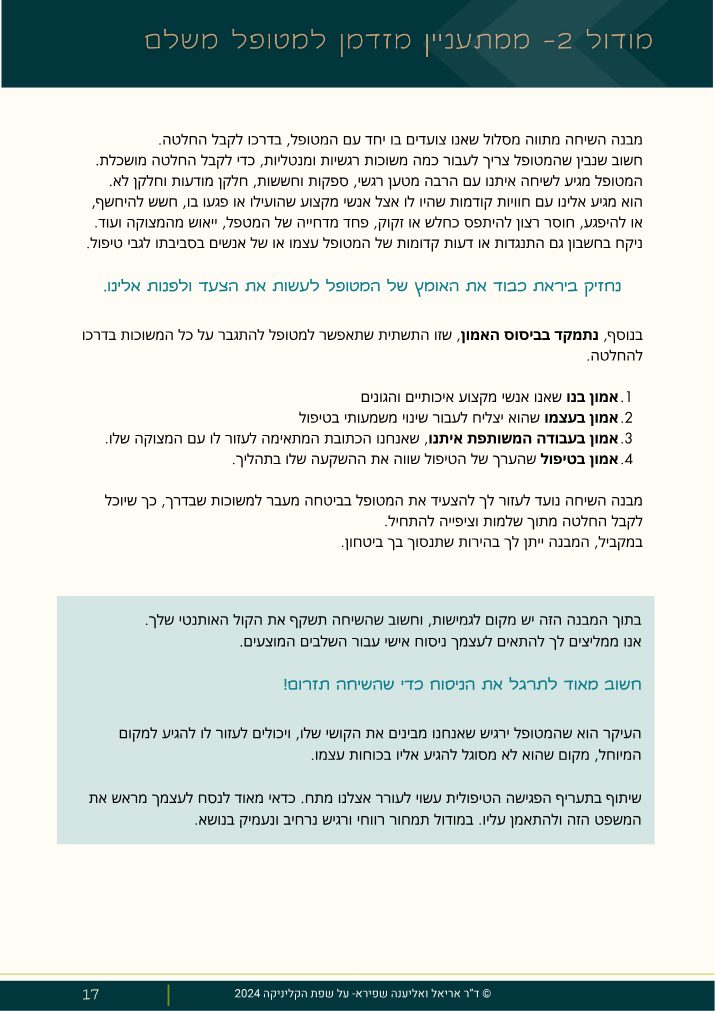 מודול 2- ממתעניין מזדמן למטופל משלם
מבנה השיחה מתווה מסלול שאנו צועדים בו יחד עם המטופל, בדרכו לקבל החלטה.
חשוב שנבין שהמטופל צריך לעבור כמה משוכות רגשיות ומנטליות, כדי לקבל החלטה מושכלת.
המטופל מגיע לשיחה איתנו עם הרבה מטען רגשי, ספקות וחששות, חלקן מודעות וחלקן לא.
הוא מגיע אלינו עם חוויות קודמות שהיו לו אצל אנשי מקצוע שהועילו או פגעו בו, חשש להיחשף,
או להיפגע, חוסר רצון להיתפס כחלש או זקוק, פחד מדחייה של המטפל, ייאוש מהמצוקה ועוד.
ניקח בחשבון גם התנגדות או דעות קדומות של המטופל עצמו או של אנשים בסביבתו לגבי טיפול.
נחזיק ביראת כבוד את האומץ של המטופל לעשות את הצעד ולפנות אלינו.
בנוסף, נתמקד בביסוס האמון, שזו התשתית שתאפשר למטופל להתגבר על כל המשוכות בדרכו
להחלטה.
1. אמון בנו שאנו אנשי מקצוע איכותיים והגונים
2. אמון בעצמו שהוא יצליח לעבור שינוי משמעותי בטיפול
3. אמון בעבודה המשותפת איתנו, שאנחנו הכתובת המתאימה לעזור לו עם המצוקה שלו.
4. אמון בטיפול שהערך של הטיפול שווה את ההשקעה שלו בתהליך.
מבנה השיחה נועד לעזור לך להצעיד את המטופל בביטחה מעבר למשוכות שבדרך, כך שיוכל
לקבל החלטה מתוך שלמות וציפייה להתחיל.
במקביל, המבנה ייתן לך בהירות שתנסוך בך ביטחון.
בתוך המבנה הזה יש מקום לגמישות, וחשוב שהשיחה תשקף את הקול האותנטי שלך.
אנו ממליצים לך להתאים לעצמך ניסוח אישי עבור השלבים המוצעים.
חשוב מאוד לתרגל את הניסוח כדי שהשיחה תזרום!
העיקר הוא שהמטופל ירגיש שאנחנו מבינים את הקושי שלו, ויכולים לעזור לו להגיע למקום
המיוחל, מקום שהוא לא מסוגל להגיע אליו בכוחות עצמו.
שיתוף בתעריף הפגישה הטיפולית עשוי לעורר אצלנו מתח. כדאי מאוד לנסח לעצמך מראש את
המשפט הזה ולהתאמן עליו. במודול תמחור רווחי ורגיש נרחיב ונעמיק בנושא.
© ד"ר אריאל ואליענה שפירא- על שפת הקליניקה 2024
17